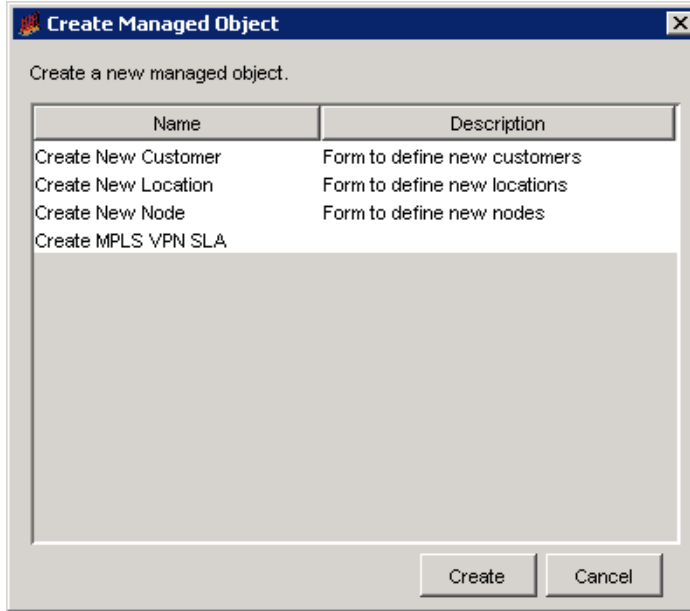 Create Managed Object
Create a new managed object.
Name Description
Create New Customer Form to define new customers
Create New Location Form to define new locations
Create New Node Form to define new nodes
Create MPLS VPN SLA
Create Cancel